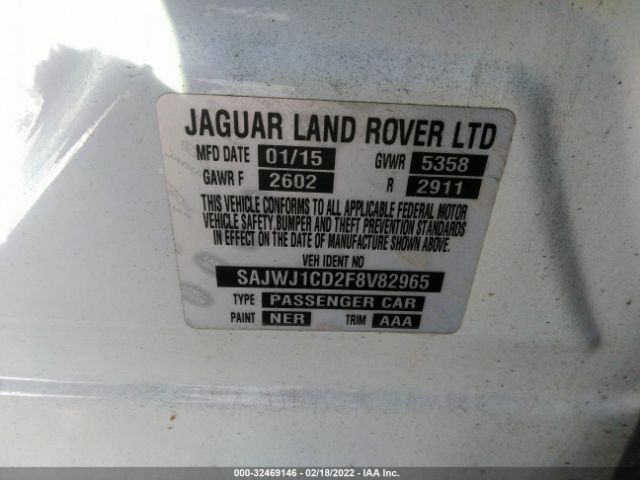 JAGUAR LAND ROVER LTD
MFD DATE 01/15 GVWR 5358
GAWR F 2602 R 2911
THIS VEHICLE CONFORMS TO ALL APPLICABLE FEDERAL MOTOR
VEHICLE SAFETY, BUMPER AND THEFT PREVENTION STANDARDS
IN EFFECT ON THE DATE OF MANUFACTURE SHOWN ABOVE.
VEH IDENT NO
SAJWJ1CD2F8V82965
TYPE PASSENGER CAR
PAINT NER TRIM AAA
000-32469146 - 02/18/2022 - IAA Inc.